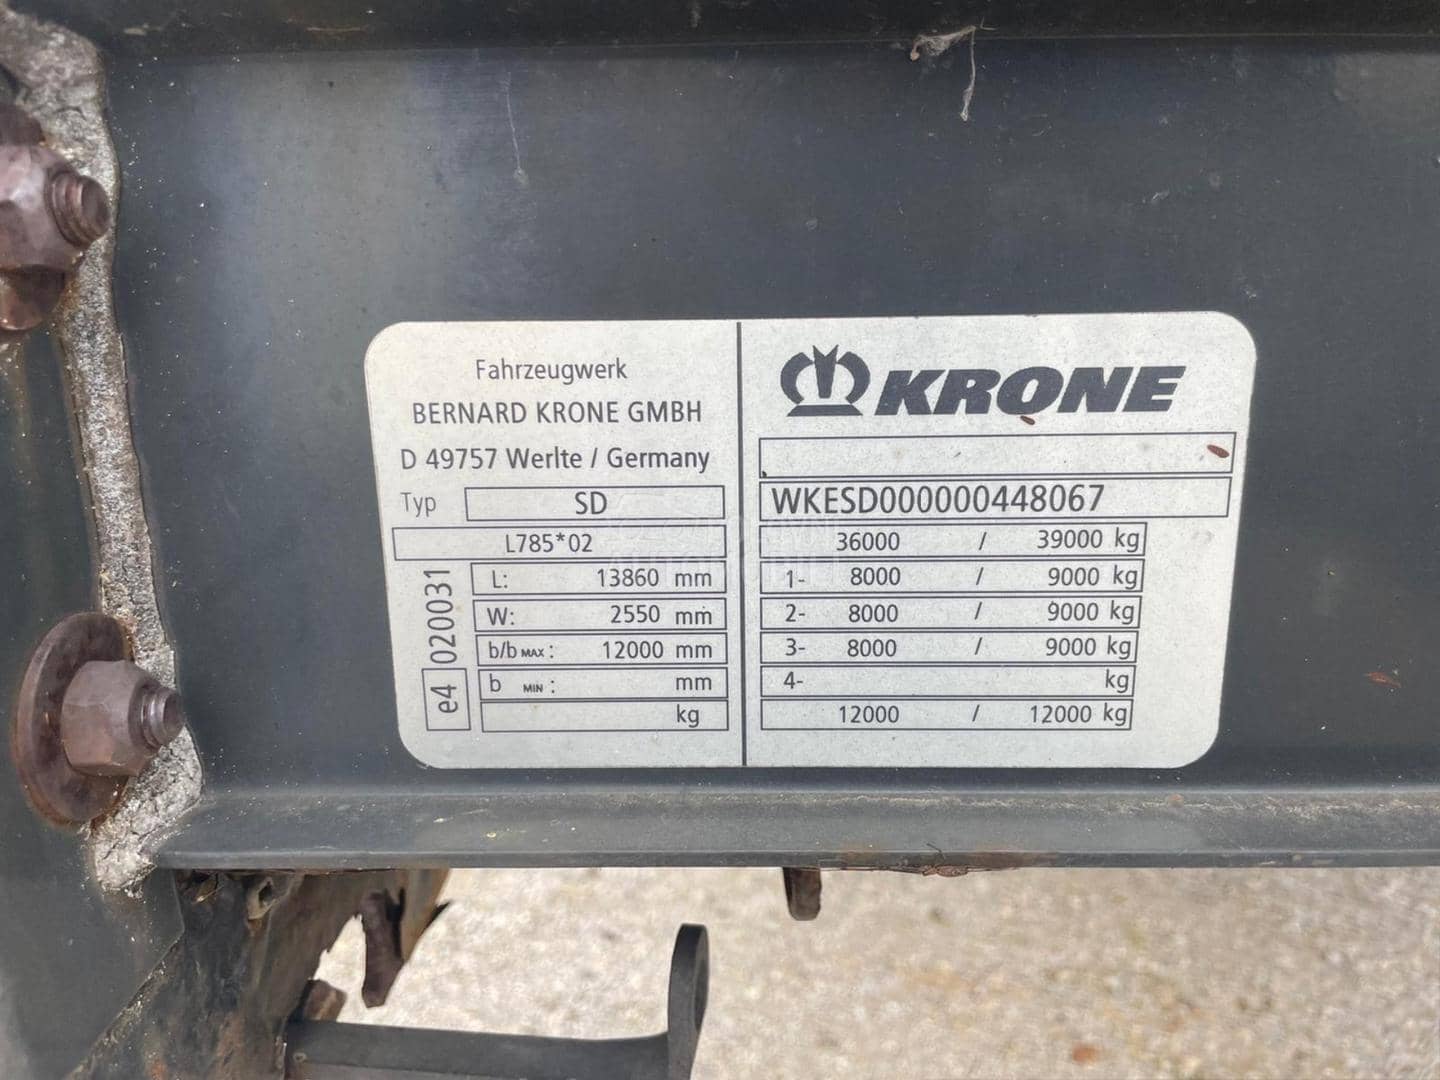 Fahrzeugwerk
BERNARD KRONE GMBH
D 49757 Werlte / Germany
Typ SD
L785*02
L: 13860 mm
W: 2550 mm
b/b MAX: 12000 mm
b MIN: mm
kg
e4 020031
KRONE
WKESD000000448067
36000 / 39000 kg
1- 8000 / 9000 kg
2- 8000 / 9000 kg
3- 8000 / 9000 kg
4- kg
12000 / 12000 kg